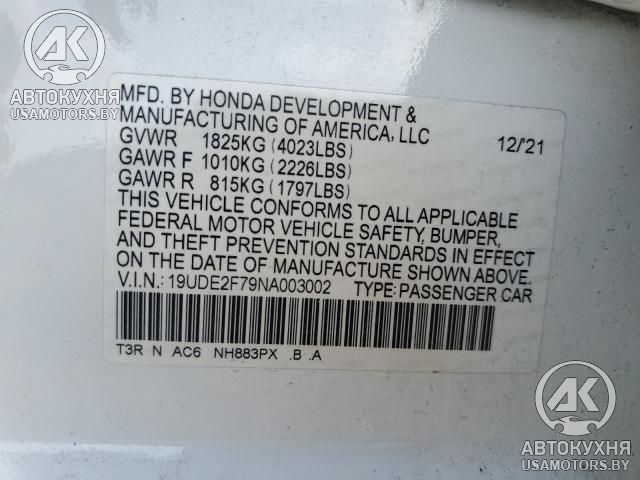 АК
АВТОКУХНЯ
USAMOTORS.BY
MFD. BY HONDA DEVELOPMENT &
MANUFACTURING OF AMERICA, LLC
GVWR 1825KG (4023LBS) 12/'21
GAWR F 1010KG (2226LBS)
GAWR R 815KG (1797LBS)
THIS VEHICLE CONFORMS TO ALL APPLICABLE
FEDERAL MOTOR VEHICLE SAFETY, BUMPER,
AND THEFT PREVENTION STANDARDS IN EFFECT
ON THE DATE OF MANUFACTURE SHOWN ABOVE.
V.I.N.: 19UDE2F79NA003002 TYPE: PASSENGER CAR
T3R N AC6 NH883PX .B .A
АК
АВТОКУХНЯ
USAMOTORS.BY